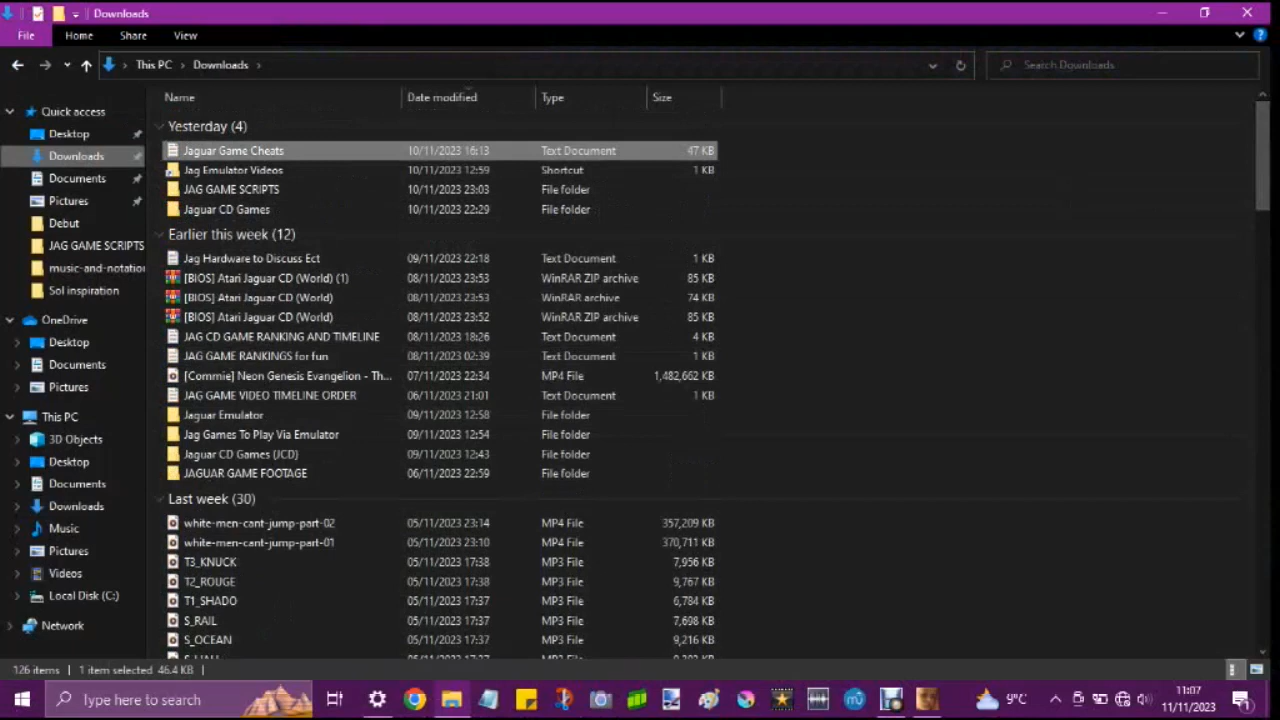 Downloads
File Home Share View
This PC > Downloads >
Search Downloads
Name Date modified Type Size
Quick access
Desktop
Downloads
Documents
Pictures
Debut
JAG GAME SCRIPTS
music-and-notation
Sol inspiration
OneDrive
Desktop
Documents
Pictures
This PC
3D Objects
Desktop
Documents
Downloads
Music
Pictures
Videos
Local Disk (C:)
Network
Yesterday (4)
Jaguar Game Cheats 10/11/2023 16:13 Text Document 47 KB
Jag Emulator Videos 10/11/2023 12:59 Shortcut 1 KB
JAG GAME SCRIPTS 10/11/2023 23:03 File folder
Jaguar CD Games 10/11/2023 22:29 File folder
Earlier this week (12)
Jag Hardware to Discuss Ect 09/11/2023 22:18 Text Document 1 KB
[BIOS] Atari Jaguar CD (World) (1) 08/11/2023 23:53 WinRAR ZIP archive 85 KB
[BIOS] Atari Jaguar CD (World) 08/11/2023 23:53 WinRAR archive 74 KB
[BIOS] Atari Jaguar CD (World) 08/11/2023 23:52 WinRAR ZIP archive 85 KB
JAG CD GAME RANKING AND TIMELINE 08/11/2023 18:26 Text Document 4 KB
JAG GAME RANKINGS for fun 08/11/2023 02:39 Text Document 1 KB
[Commie] Neon Genesis Evangelion - Th... 07/11/2023 22:34 MP4 File 1,482,662 KB
JAG GAME VIDEO TIMELINE ORDER 06/11/2023 21:01 Text Document 1 KB
Jaguar Emulator 09/11/2023 12:58 File folder
Jag Games To Play Via Emulator 09/11/2023 12:54 File folder
Jaguar CD Games (JCD) 09/11/2023 12:43 File folder
JAGUAR GAME FOOTAGE 06/11/2023 22:59 File folder
Last week (30)
white-men-cant-jump-part-02 05/11/2023 23:14 MP4 File 357,209 KB
white-men-cant-jump-part-01 05/11/2023 23:10 MP4 File 370,711 KB
T3_KNUCK 05/11/2023 17:38 MP3 File 7,956 KB
T2_ROUGE 05/11/2023 17:38 MP3 File 9,767 KB
T1_SHADO 05/11/2023 17:37 MP3 File 6,784 KB
S_RAIL 05/11/2023 17:37 MP3 File 7,698 KB
S_OCEAN 05/11/2023 17:37 MP3 File 9,216 KB
126 items 1 item selected 46.4 KB
Type here to search
9°C
11:07
11/11/2023